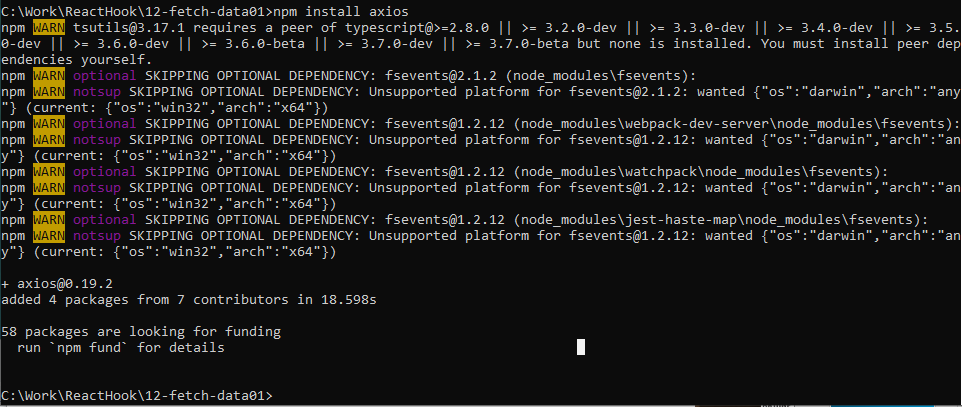 C:\Work\ReactHook\12-fetch-data01>npm install axios
npm WARN tsutils@3.17.1 requires a peer of typescript@>=2.8.0 || >= 3.2.0-dev || >= 3.3.0-dev || >= 3.4.0-dev || >= 3.5.
0-dev || >= 3.6.0-dev || >= 3.6.0-beta || >= 3.7.0-dev || >= 3.7.0-beta but none is installed. You must install peer dep
endencies yourself.
npm WARN optional SKIPPING OPTIONAL DEPENDENCY: fsevents@2.1.2 (node_modules\fsevents):
npm WARN notsup SKIPPING OPTIONAL DEPENDENCY: Unsupported platform for fsevents@2.1.2: wanted {"os":"darwin","arch":"any
"} (current: {"os":"win32","arch":"x64"})
npm WARN optional SKIPPING OPTIONAL DEPENDENCY: fsevents@1.2.12 (node_modules\webpack-dev-server\node_modules\fsevents):
npm WARN notsup SKIPPING OPTIONAL DEPENDENCY: Unsupported platform for fsevents@1.2.12: wanted {"os":"darwin","arch":"an
y"} (current: {"os":"win32","arch":"x64"})
npm WARN optional SKIPPING OPTIONAL DEPENDENCY: fsevents@1.2.12 (node_modules\watchpack\node_modules\fsevents):
npm WARN notsup SKIPPING OPTIONAL DEPENDENCY: Unsupported platform for fsevents@1.2.12: wanted {"os":"darwin","arch":"an
y"} (current: {"os":"win32","arch":"x64"})
npm WARN optional SKIPPING OPTIONAL DEPENDENCY: fsevents@1.2.12 (node_modules\jest-haste-map\node_modules\fsevents):
npm WARN notsup SKIPPING OPTIONAL DEPENDENCY: Unsupported platform for fsevents@1.2.12: wanted {"os":"darwin","arch":"an
y"} (current: {"os":"win32","arch":"x64"})
+ axios@0.19.2
added 4 packages from 7 contributors in 18.598s
58 packages are looking for funding
run `npm fund` for details
C:\Work\ReactHook\12-fetch-data01>